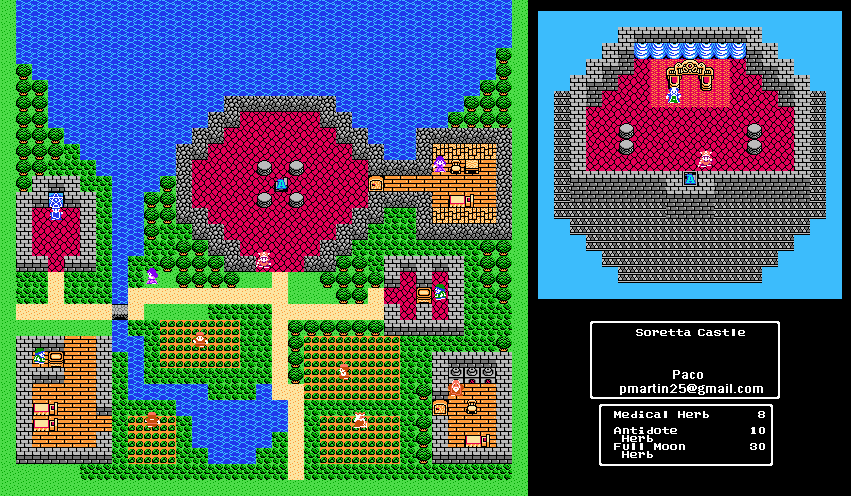 Soretta Castle
Paco
pmartin25@gmail.com
Medical Herb 8
Antidote 10
Herb
Full Moon 30
Herb